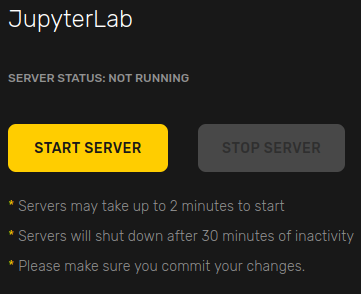 JupyterLab
SERVER STATUS: NOT RUNNING
START SERVER
STOP SERVER
* Servers may take up to 2 minutes to start
* Servers will shut down after 30 minutes of inactivity
* Please make sure you commit your changes.